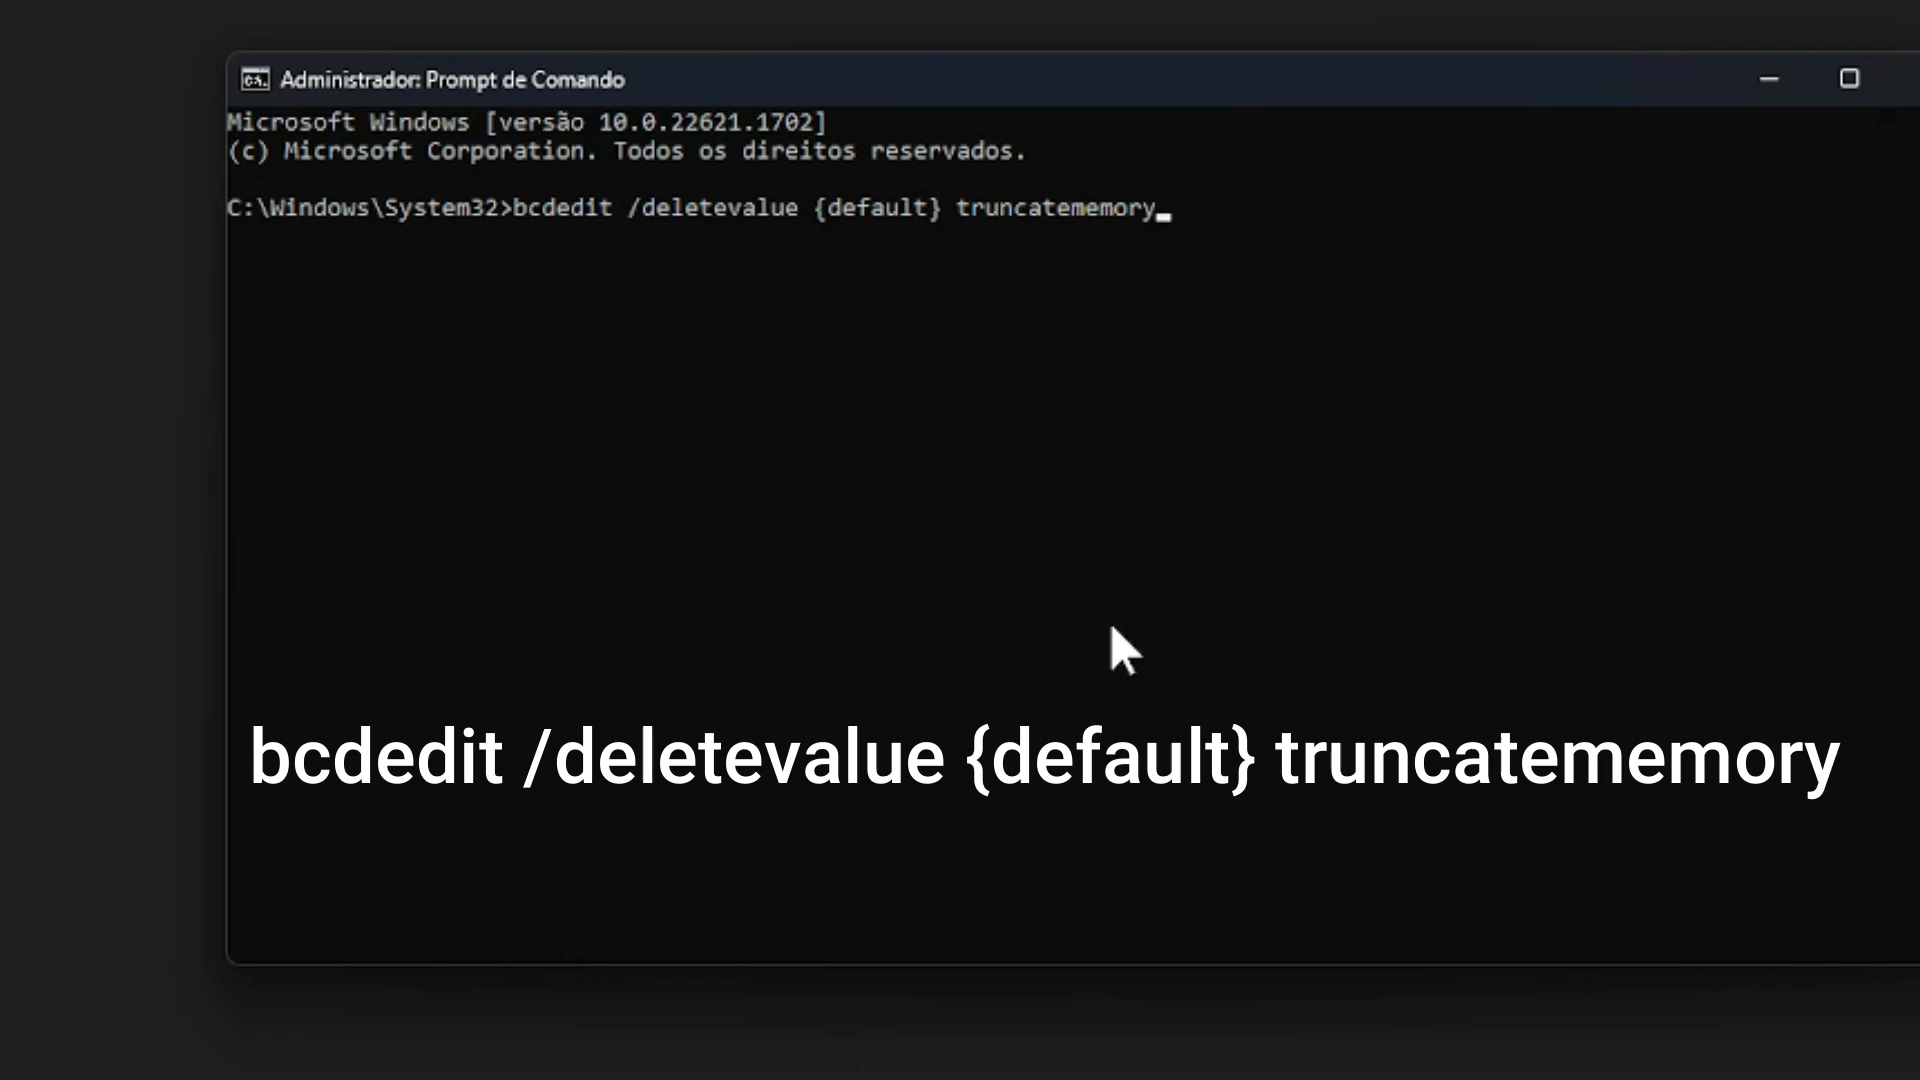 Administrador: Prompt de Comando
Microsoft Windows [versão 10.0.22621.1702]
(c) Microsoft Corporation. Todos os direitos reservados.
C:\Windows\System32>bcdedit /deletevalue {default} truncatememory
bcdedit /deletevalue {default} truncatememory